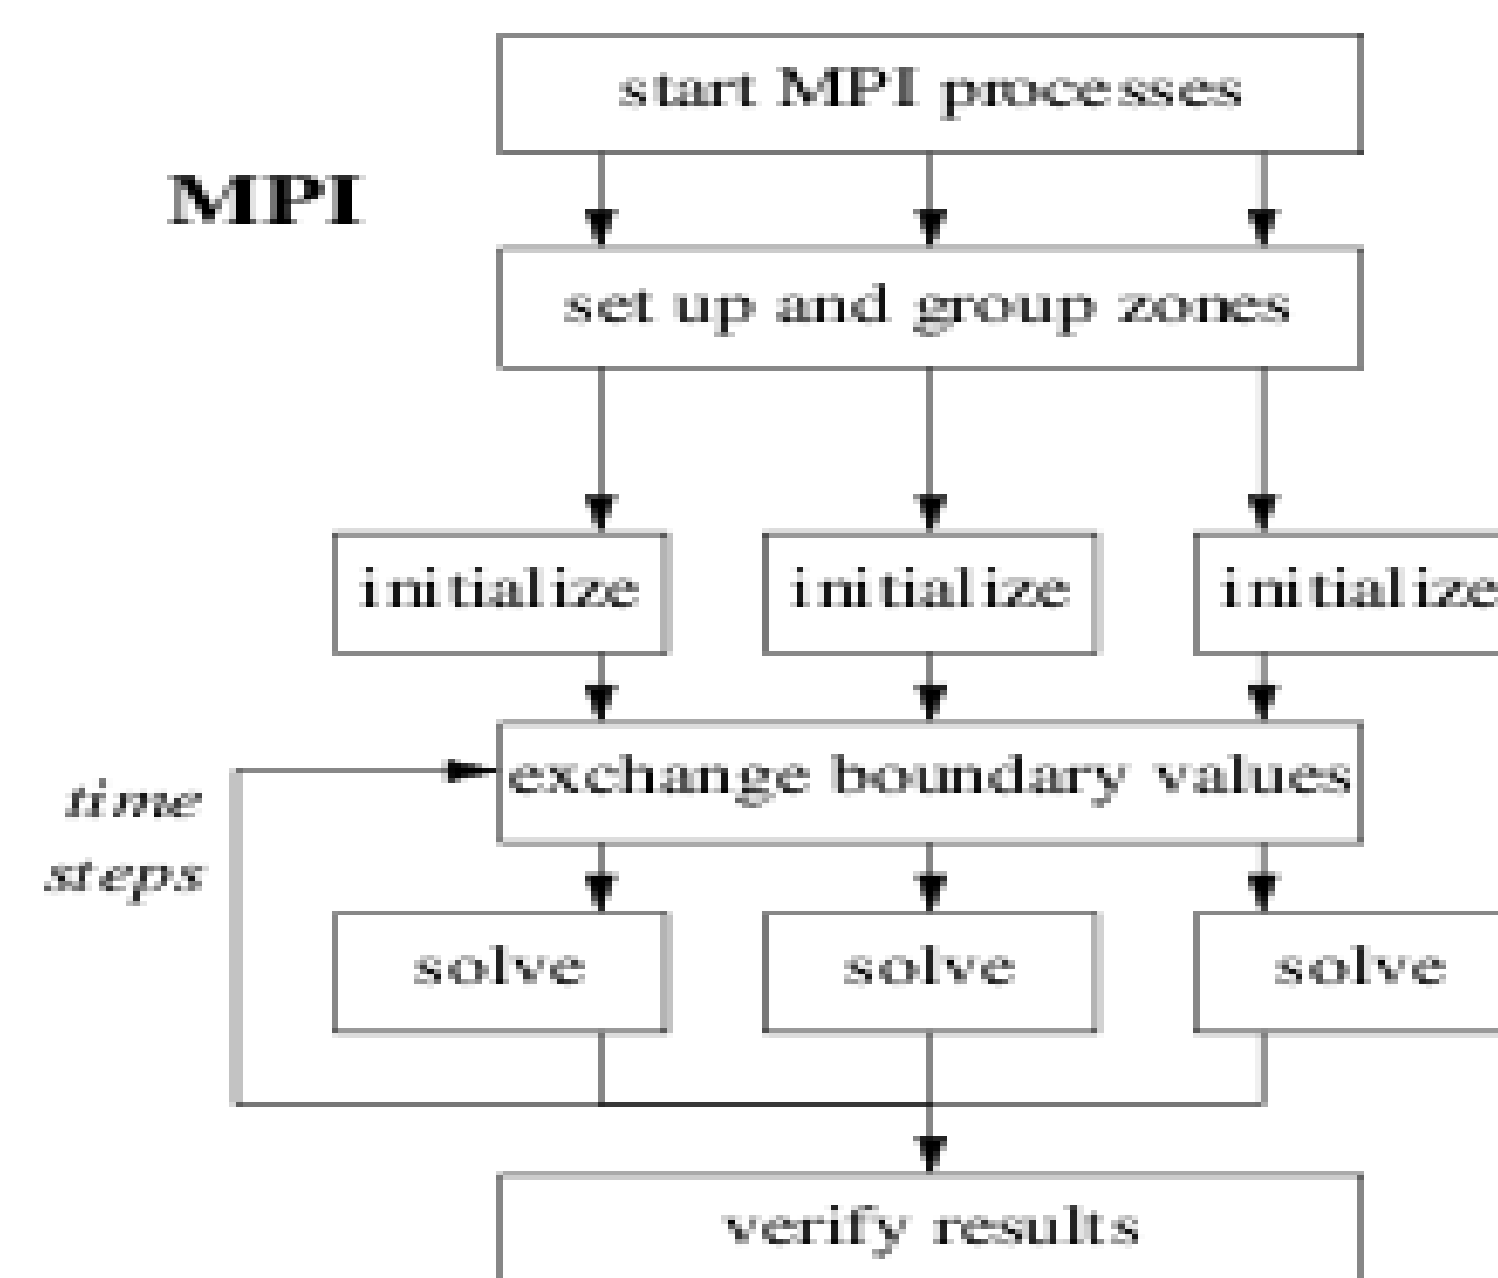 start MPI processes
MPI
set up and group zones
initialize
initialize
initialize
time
steps
exchange boundary values
solve
solve
solve
verify results